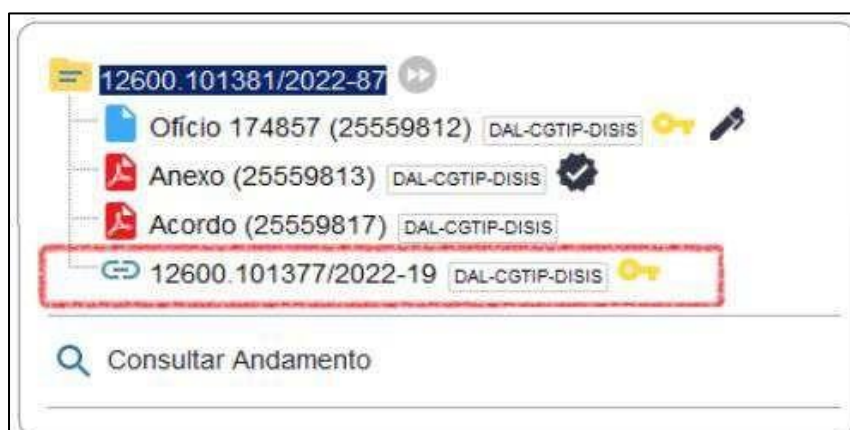 12600.101381/2022-87
Ofício 174857 (25559812) DAL-CGTIP-DISIS
Anexo (25559813) DAL-CGTIP-DISIS
Acordo (25559817) DAL-CGTIP-DISIS
12600.101377/2022-19 DAL-CGTIP-DISIS
Consultar Andamento